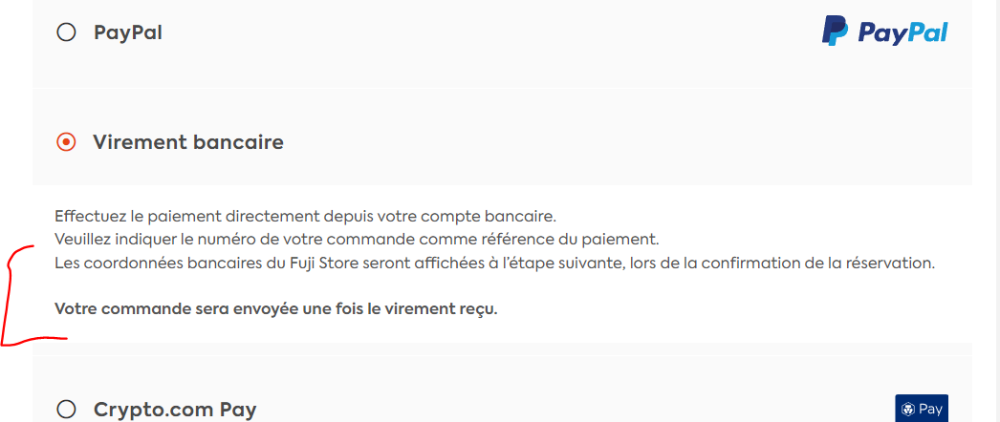 PayPal
PayPal
Virement bancaire
Effectuez le paiement directement depuis votre compte bancaire.
Veuillez indiquer le numéro de votre commande comme référence du paiement.
Les coordonnées bancaires du Fuji Store seront affichées à l’étape suivante, lors de la confirmation de la réservation.
Votre commande sera envoyée une fois le virement reçu.
Crypto.com Pay
Pay